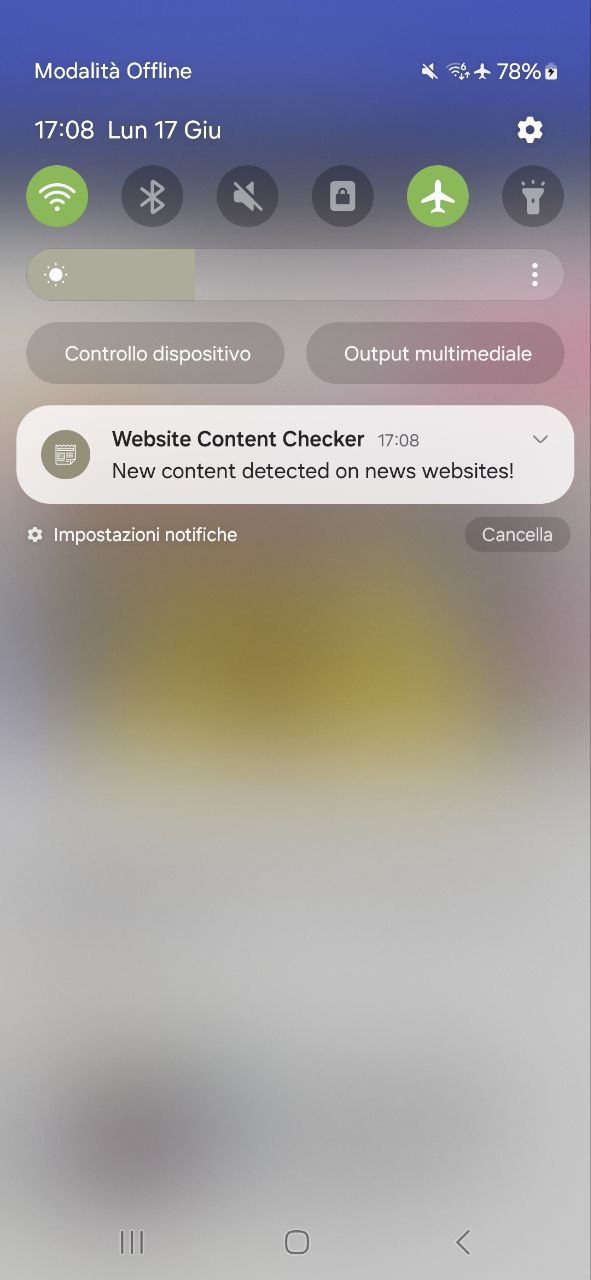 Modalità Offline 78%
17:08 Lun 17 Giu
Controllo dispositivo Output multimediale
Website Content Checker 17:08
New content detected on news websites!
Impostazioni notifiche Cancella